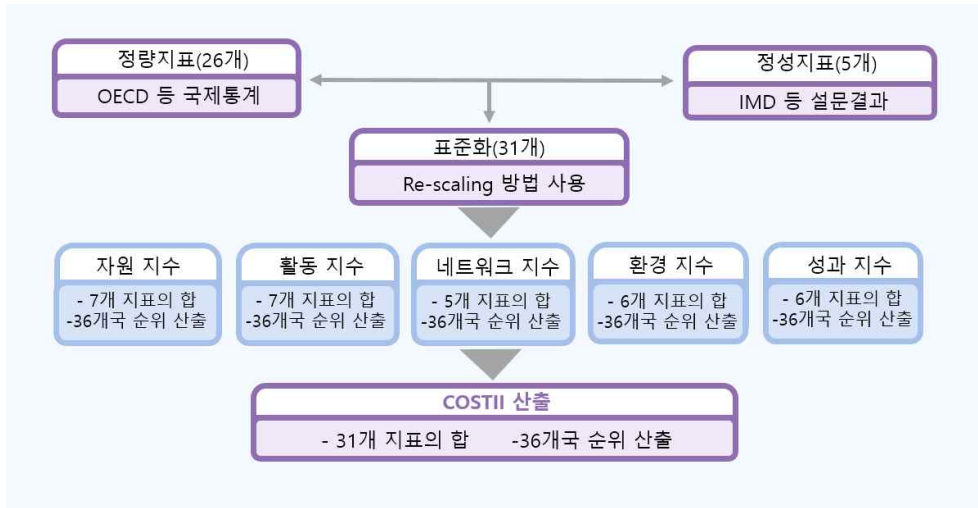 정량지표(26개)
OECD 등 국제통계
정성지표(5개)
IMD 등 설문결과
표준화(31개)
Re-scaling 방법 사용
자원 지수
- 7개 지표의 합
-36개국 순위 산출
활동 지수
- 7개 지표의 합
-36개국 순위 산출
네트워크 지수
- 5개 지표의 합
-36개국 순위 산출
환경 지수
- 6개 지표의 합
-36개국 순위 산출
성과 지수
- 6개 지표의 합
-36개국 순위 산출
COSTII 산출
- 31개 지표의 합 -36개국 순위 산출